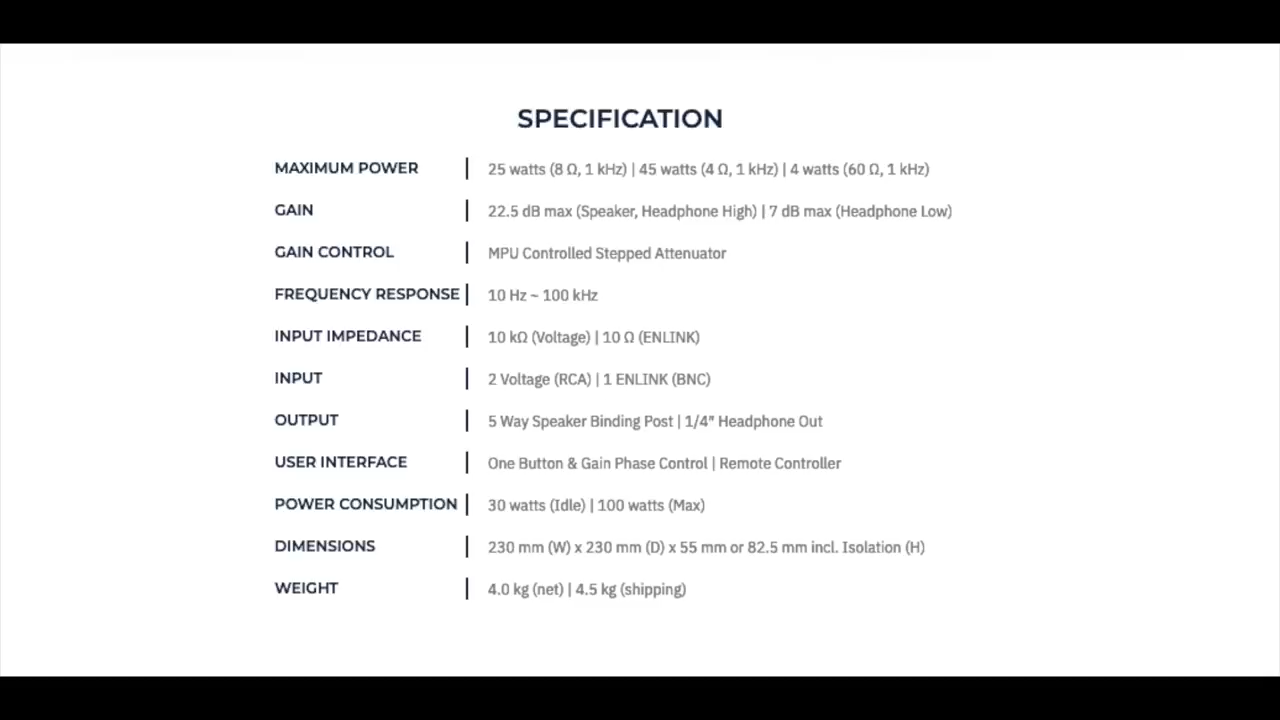 SPECIFICATION
MAXIMUM POWER | 25 watts (8 Ω, 1 kHz) | 45 watts (4 Ω, 1 kHz) | 4 watts (60 Ω, 1 kHz)
GAIN | 22.5 dB max (Speaker, Headphone High) | 7 dB max (Headphone Low)
GAIN CONTROL | MPU Controlled Stepped Attenuator
FREQUENCY RESPONSE | 10 Hz ~ 100 kHz
INPUT IMPEDANCE | 10 kΩ (Voltage) | 10 Ω (ENLINK)
INPUT | 2 Voltage (RCA) | 1 ENLINK (BNC)
OUTPUT | 5 Way Speaker Binding Post | 1/4″ Headphone Out
USER INTERFACE | One Button & Gain Phase Control | Remote Controller
POWER CONSUMPTION | 30 watts (Idle) | 100 watts (Max)
DIMENSIONS | 230 mm (W) x 230 mm (D) x 55 mm or 82.5 mm incl. Isolation (H)
WEIGHT | 4.0 kg (net) | 4.5 kg (shipping)